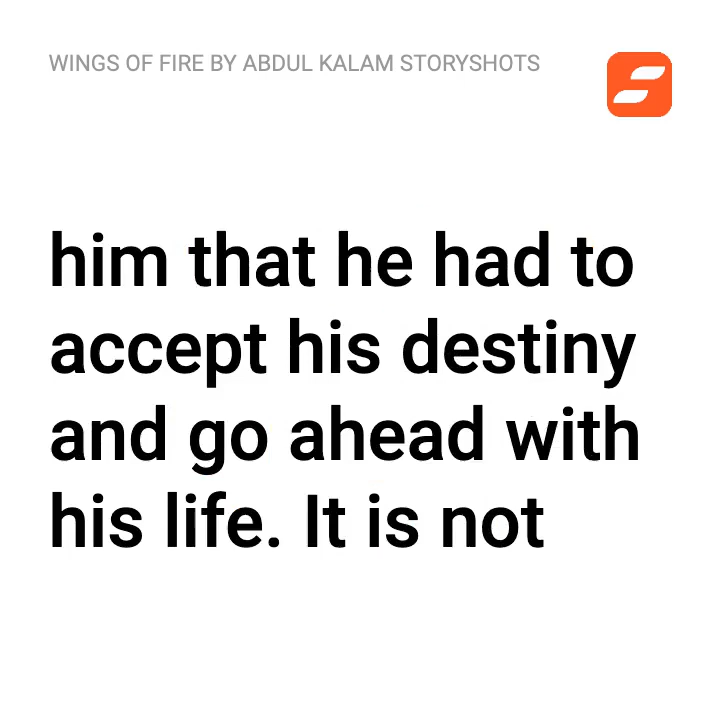 WINGS OF FIRE BY ABDUL KALAM STORYSHOTS
him that he had to
accept his destiny
and go ahead with
his life. It is not